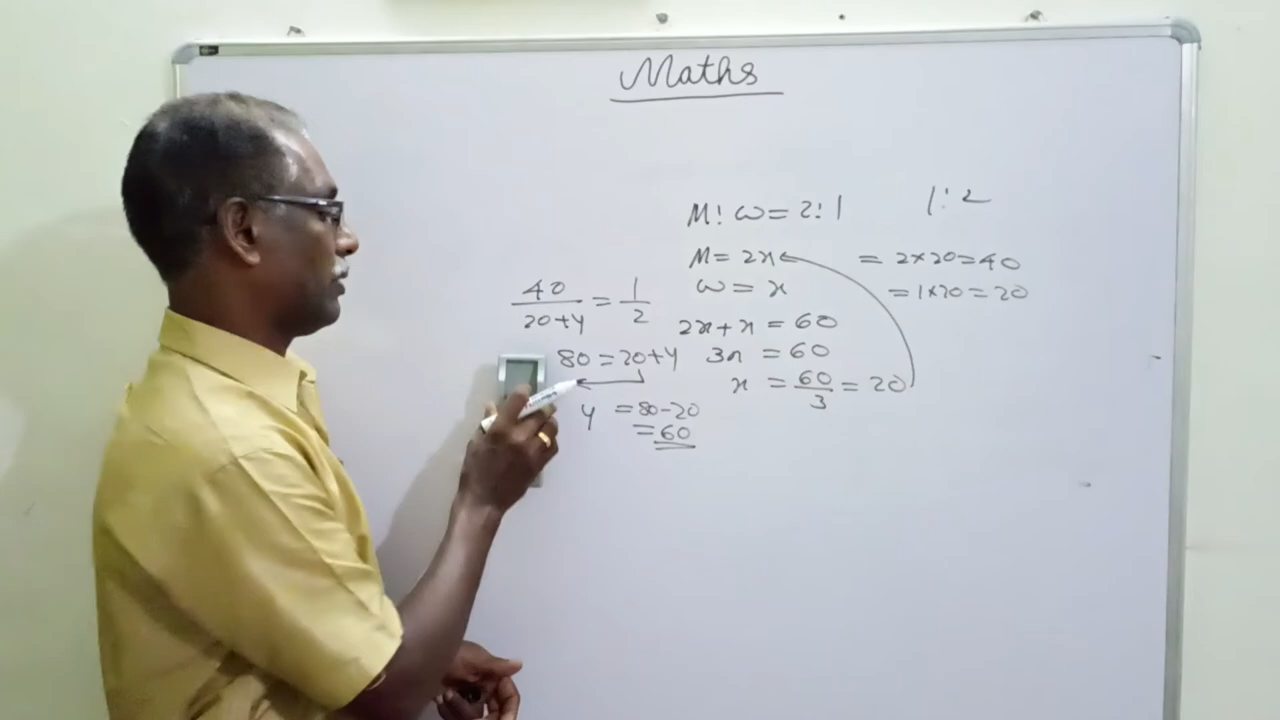 Maths
M: W = 2:1
1:2
M = 2x
= 2×20=40
W = x
= 1×20=20
2x+x = 60
3x = 60
x = 60/3 = 20
40/20+y = 1/2
80 = 20+y
y = 80-20
= 60